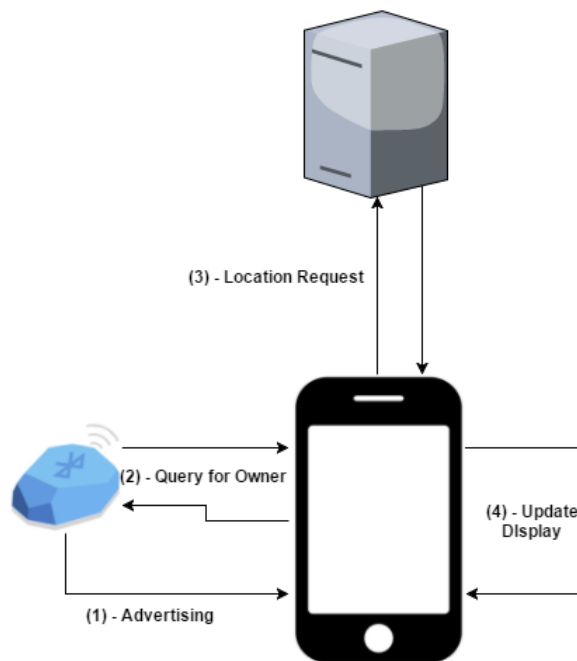 (3) - Location Request
(2) - Query for Owner
(4) - Update
DIsplay
(1) - Advertising